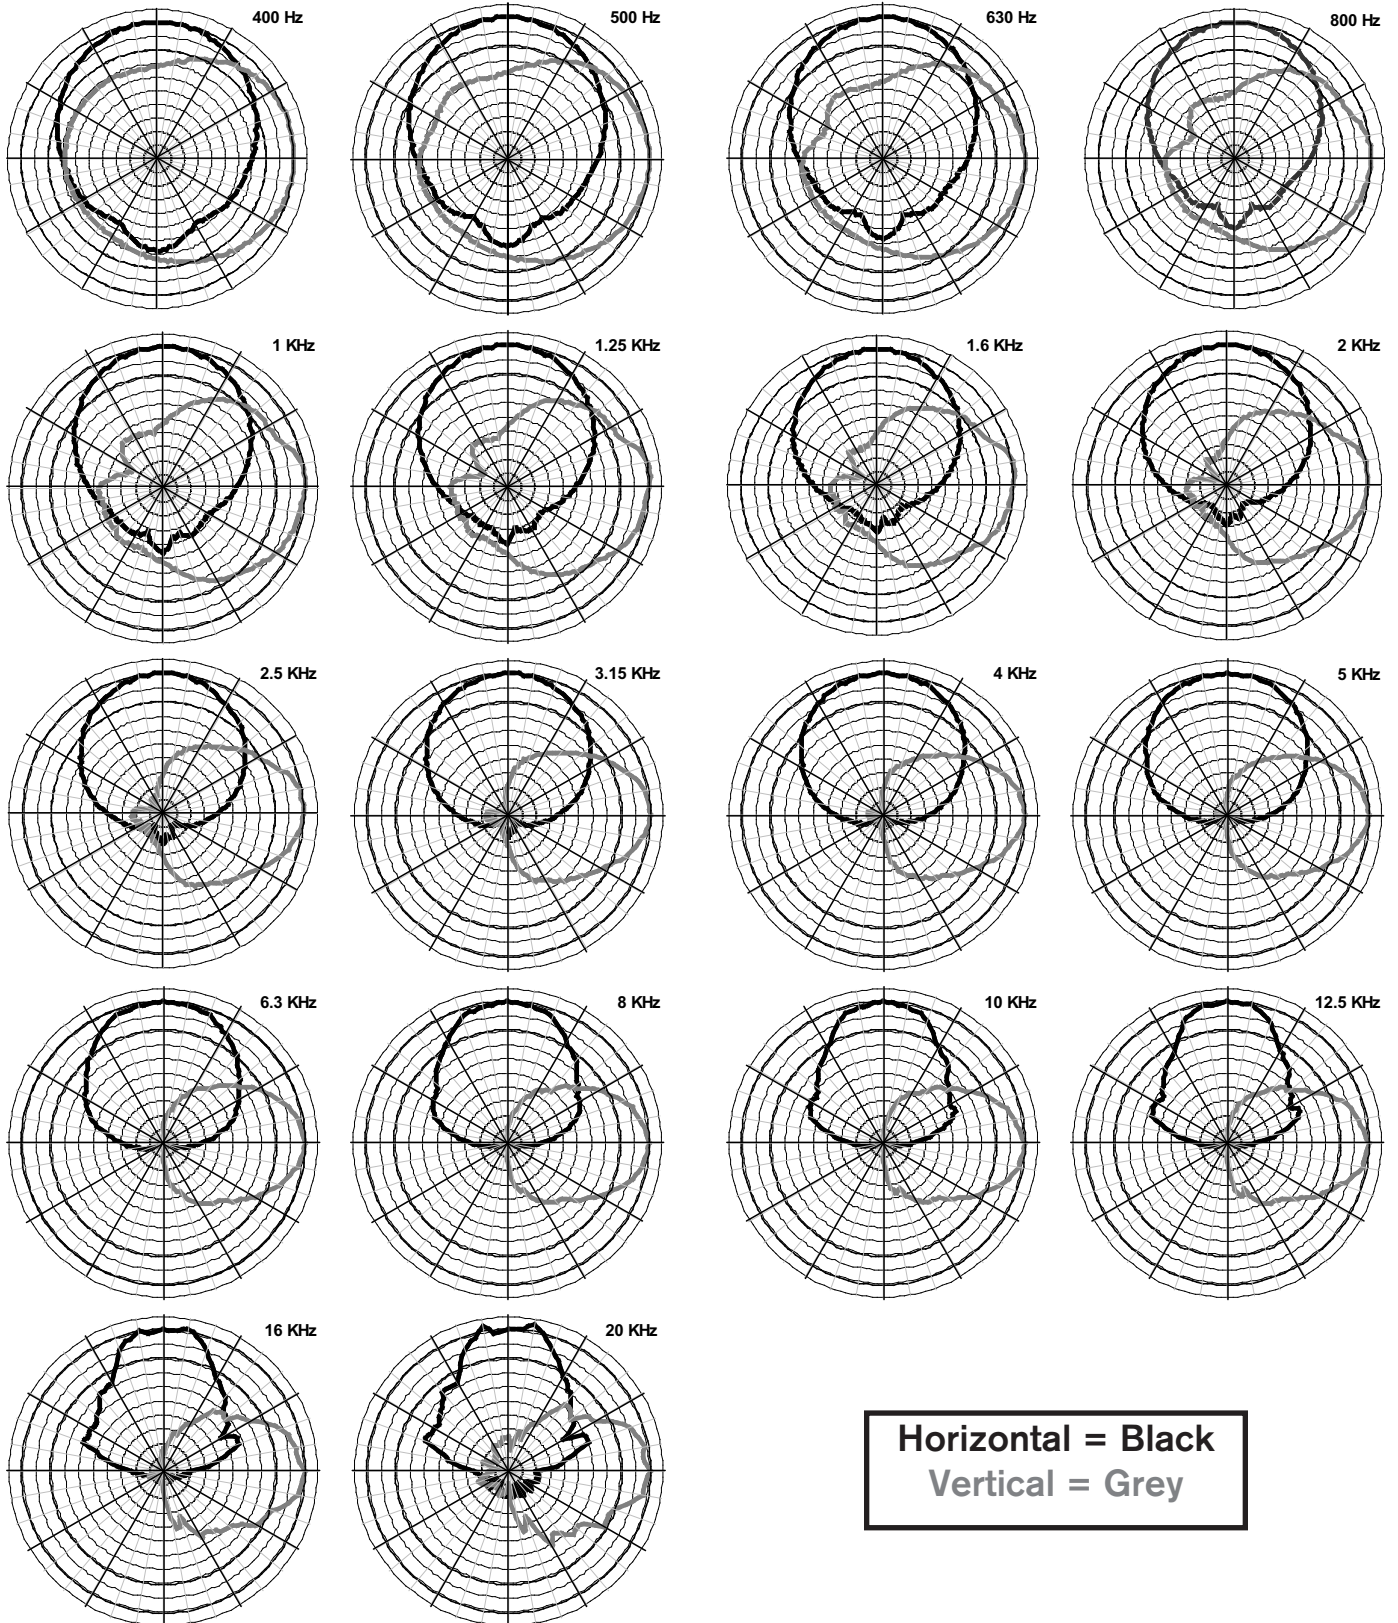 400 Hz
500 Hz
630 Hz
800 Hz
1 KHz
1.25 KHz
1.6 KHz
2 KHz
2.5 KHz
3.15 KHz
4 KHz
5 KHz
6.3 KHz
8 KHz
10 KHz
12.5 KHz
16 KHz
20 KHz
Horizontal = Black
Vertical = Grey